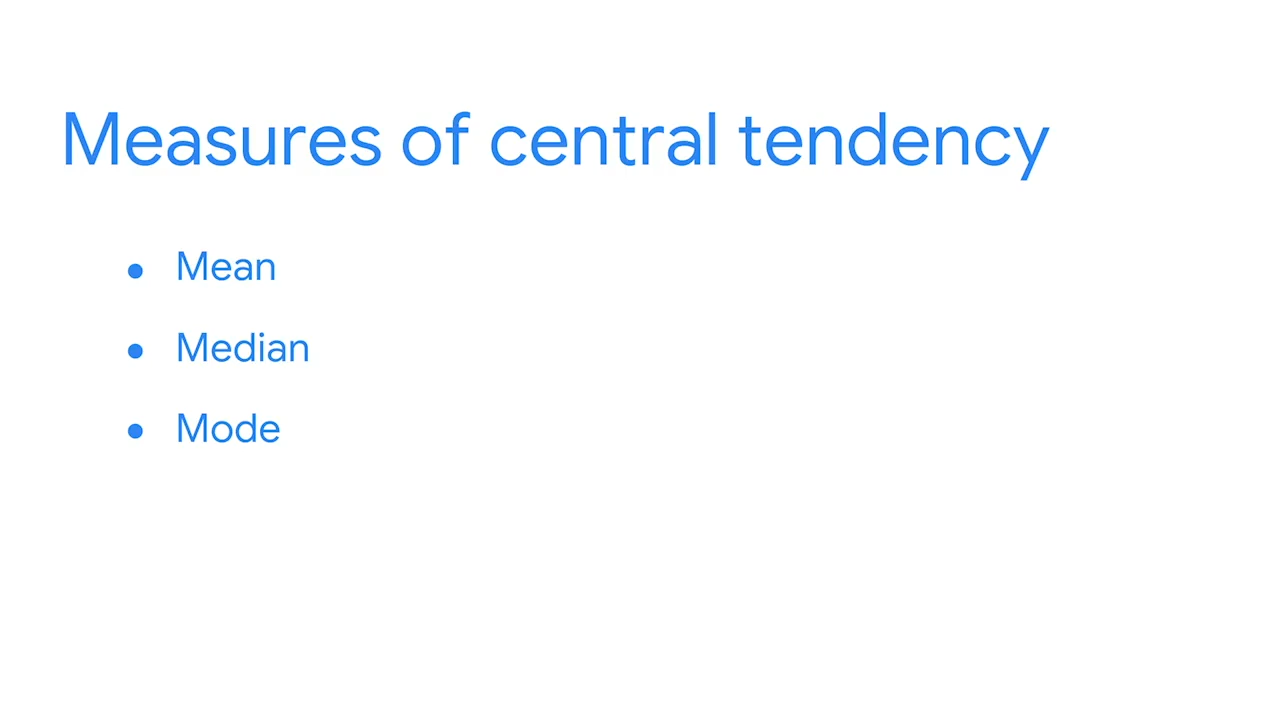 Measures of central tendency
● Mean
● Median
● Mode